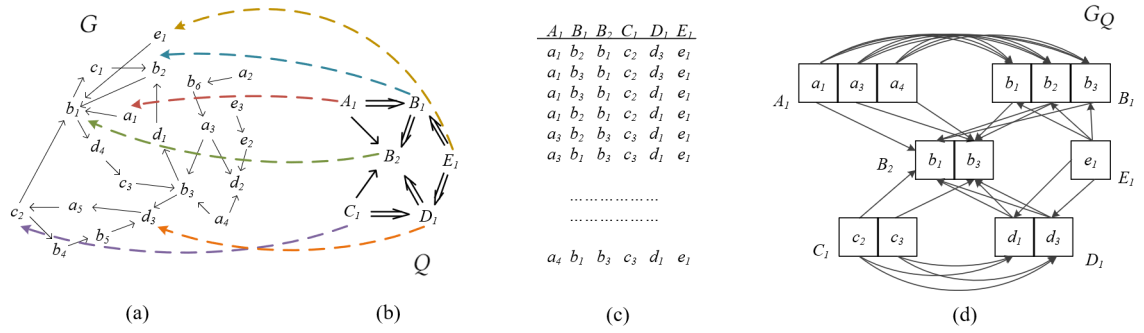 G
e1
c1
b2
b6
a2
b1
a1
e3
d1
a3
e2
d4
c3
b3
d2
c2
a5
d3
a4
b4
b5
A1
B1
B2
E1
C1
D1
Q
A1 B1 B2 C1 D1 E1
a1 b2 b1 c2 d3 e1
a1 b3 b1 c2 d3 e1
a1 b3 b1 c2 d1 e1
a1 b2 b1 c2 d1 e1
a3 b2 b3 c3 d1 e1
a3 b1 b3 c3 d1 e1
..................
..................
a4 b1 b3 c3 d1 e1
GQ
a1 a3 a4
b1 b2 b3
A1
B1
b1 b3
e1
B2
E1
c2 c3
d1 d3
C1
D1
(a)
(b)
(c)
(d)